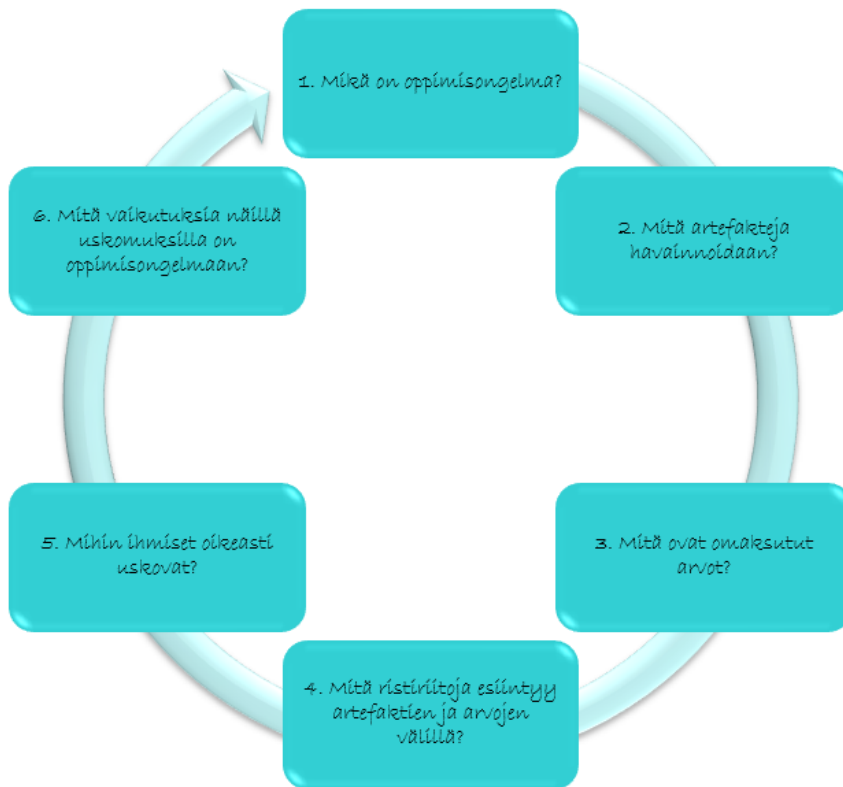 1. Mikä on oppimisongelma?
2. Mitä artefakteja
havainnoidaan?
3. Mitä ovat omaksutut
arvot?
4. Mitä ristiriitoja esiintyy
artefaktien ja arvojen
välillä?
5. Mihin ihmiset oikeasti
uskovat?
6. Mitä vaikutuksia näillä
uskomuksilla on
oppimisongelmaan?